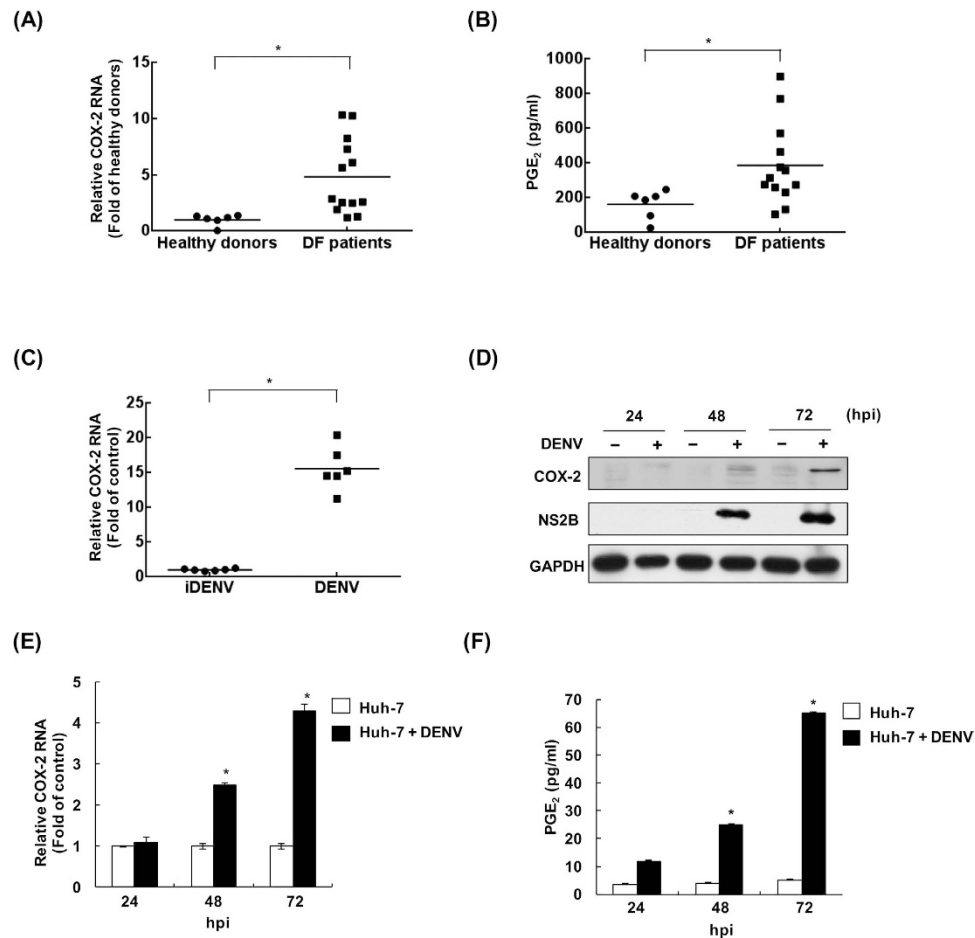 (A)
Relative COX-2 RNA
(Fold of healthy donors)
15
10
5
0
*
Healthy donors DF patients
(B)
PGE2 (pg/ml)
1000
800
600
400
200
0
*
Healthy donors DF patients
(C)
Relative COX-2 RNA
(Fold of control)
25
20
15
10
5
0
*
iDENV DENV
(D)
24 48 72 (hpi)
DENV − + − + − +
COX-2
NS2B
GAPDH
(E)
Relative COX-2 RNA
(Fold of control)
5
4
3
2
1
0
*
*
24 48 72
hpi
Huh-7
Huh-7 + DENV
(F)
PGE2 (pg/ml)
70
60
50
40
30
20
10
0
*
*
24 48 72
hpi
Huh-7
Huh-7 + DENV